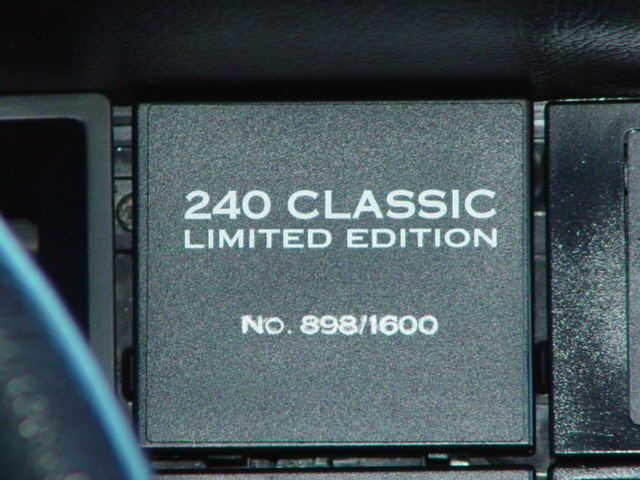 240 CLASSIC
LIMITED EDITION
No. 898/1600